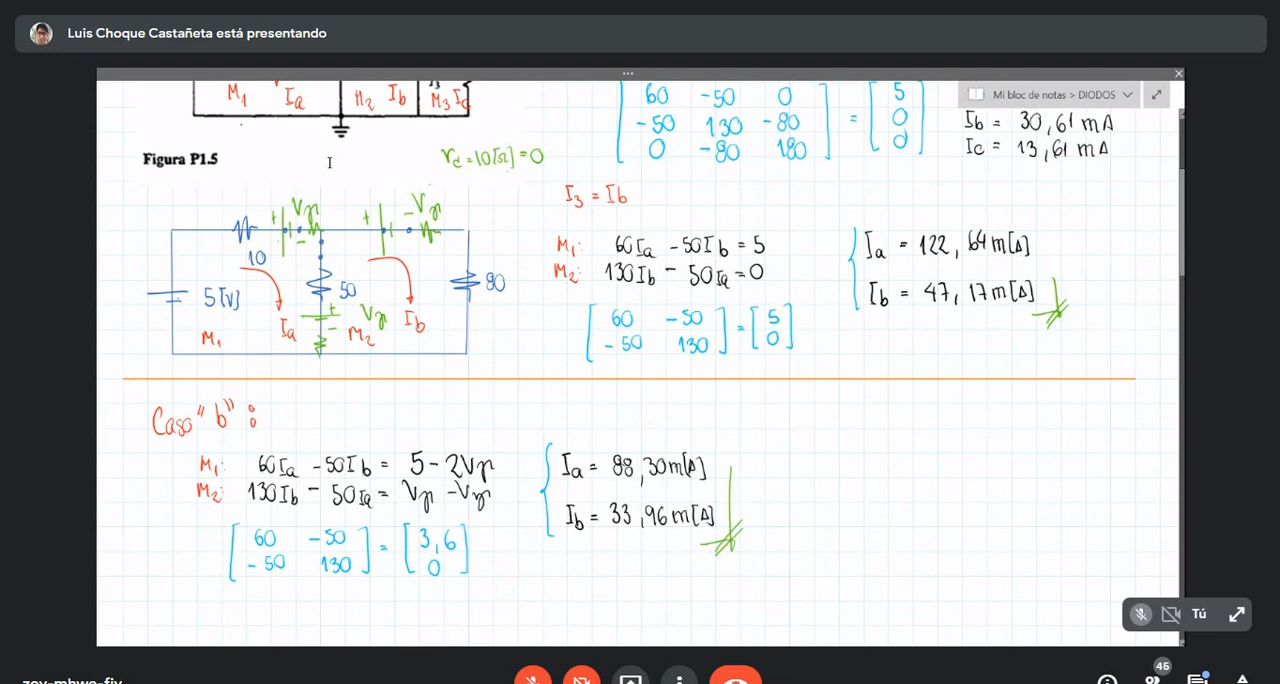 Luis Choque Castañeta está presentando
Mi bloc de notas > DIODOS
M₁ Ia M₂ Ib M₃ Ic
60 -50 0
-50 130 -80
0 -80 180
=
5
0
0
Ib = 30,61 mA
Ic = 13,61 mA
Figura P1.5
rd = 10[Ω] = 0
I₃ = Ib
+ Vγ -
+ -Vγ
10
5[V]
50
80
+ Vγ -
Ia
Ib
M₁
M₂
M₁: 60Ia - 50Ib = 5
M₂: 130Ib - 50Ia = 0
60 -50 = 5
-50 130 0
Ia = 122,64m[A]
Ib = 47,17m[A]
Caso "b":
M₁: 60Ia - 50Ib = 5 - 2Vγ
M₂: 130Ib - 50Ia = Vγ - Vγ
60 -50 = 3,6
-50 130 0
Ia = 88,30m[A]
Ib = 33,96m[A]
Tú
45